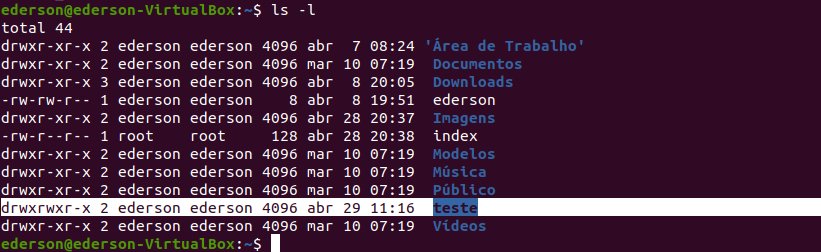 ederson@ederson-VirtualBox:~$ ls -l
total 44
drwxr-xr-x 2 ederson ederson 4096 abr  7 08:24 'Área de Trabalho'
drwxr-xr-x 2 ederson ederson 4096 mar 10 07:19  Documentos
drwxr-xr-x 3 ederson ederson 4096 abr  8 20:05  Downloads
-rw-rw-r-- 1 ederson ederson    8 abr  8 19:51  ederson
drwxr-xr-x 2 ederson ederson 4096 abr 28 20:37  Imagens
-rw-r--r-- 1 root    root     128 abr 28 20:38  index
drwxr-xr-x 2 ederson ederson 4096 mar 10 07:19  Modelos
drwxr-xr-x 2 ederson ederson 4096 mar 10 07:19  Música
drwxr-xr-x 2 ederson ederson 4096 mar 10 07:19  Público
drwxrwxr-x 2 ederson ederson 4096 abr 29 11:16  teste
drwxr-xr-x 2 ederson ederson 4096 mar 10 07:19  Vídeos
ederson@ederson-VirtualBox:~$